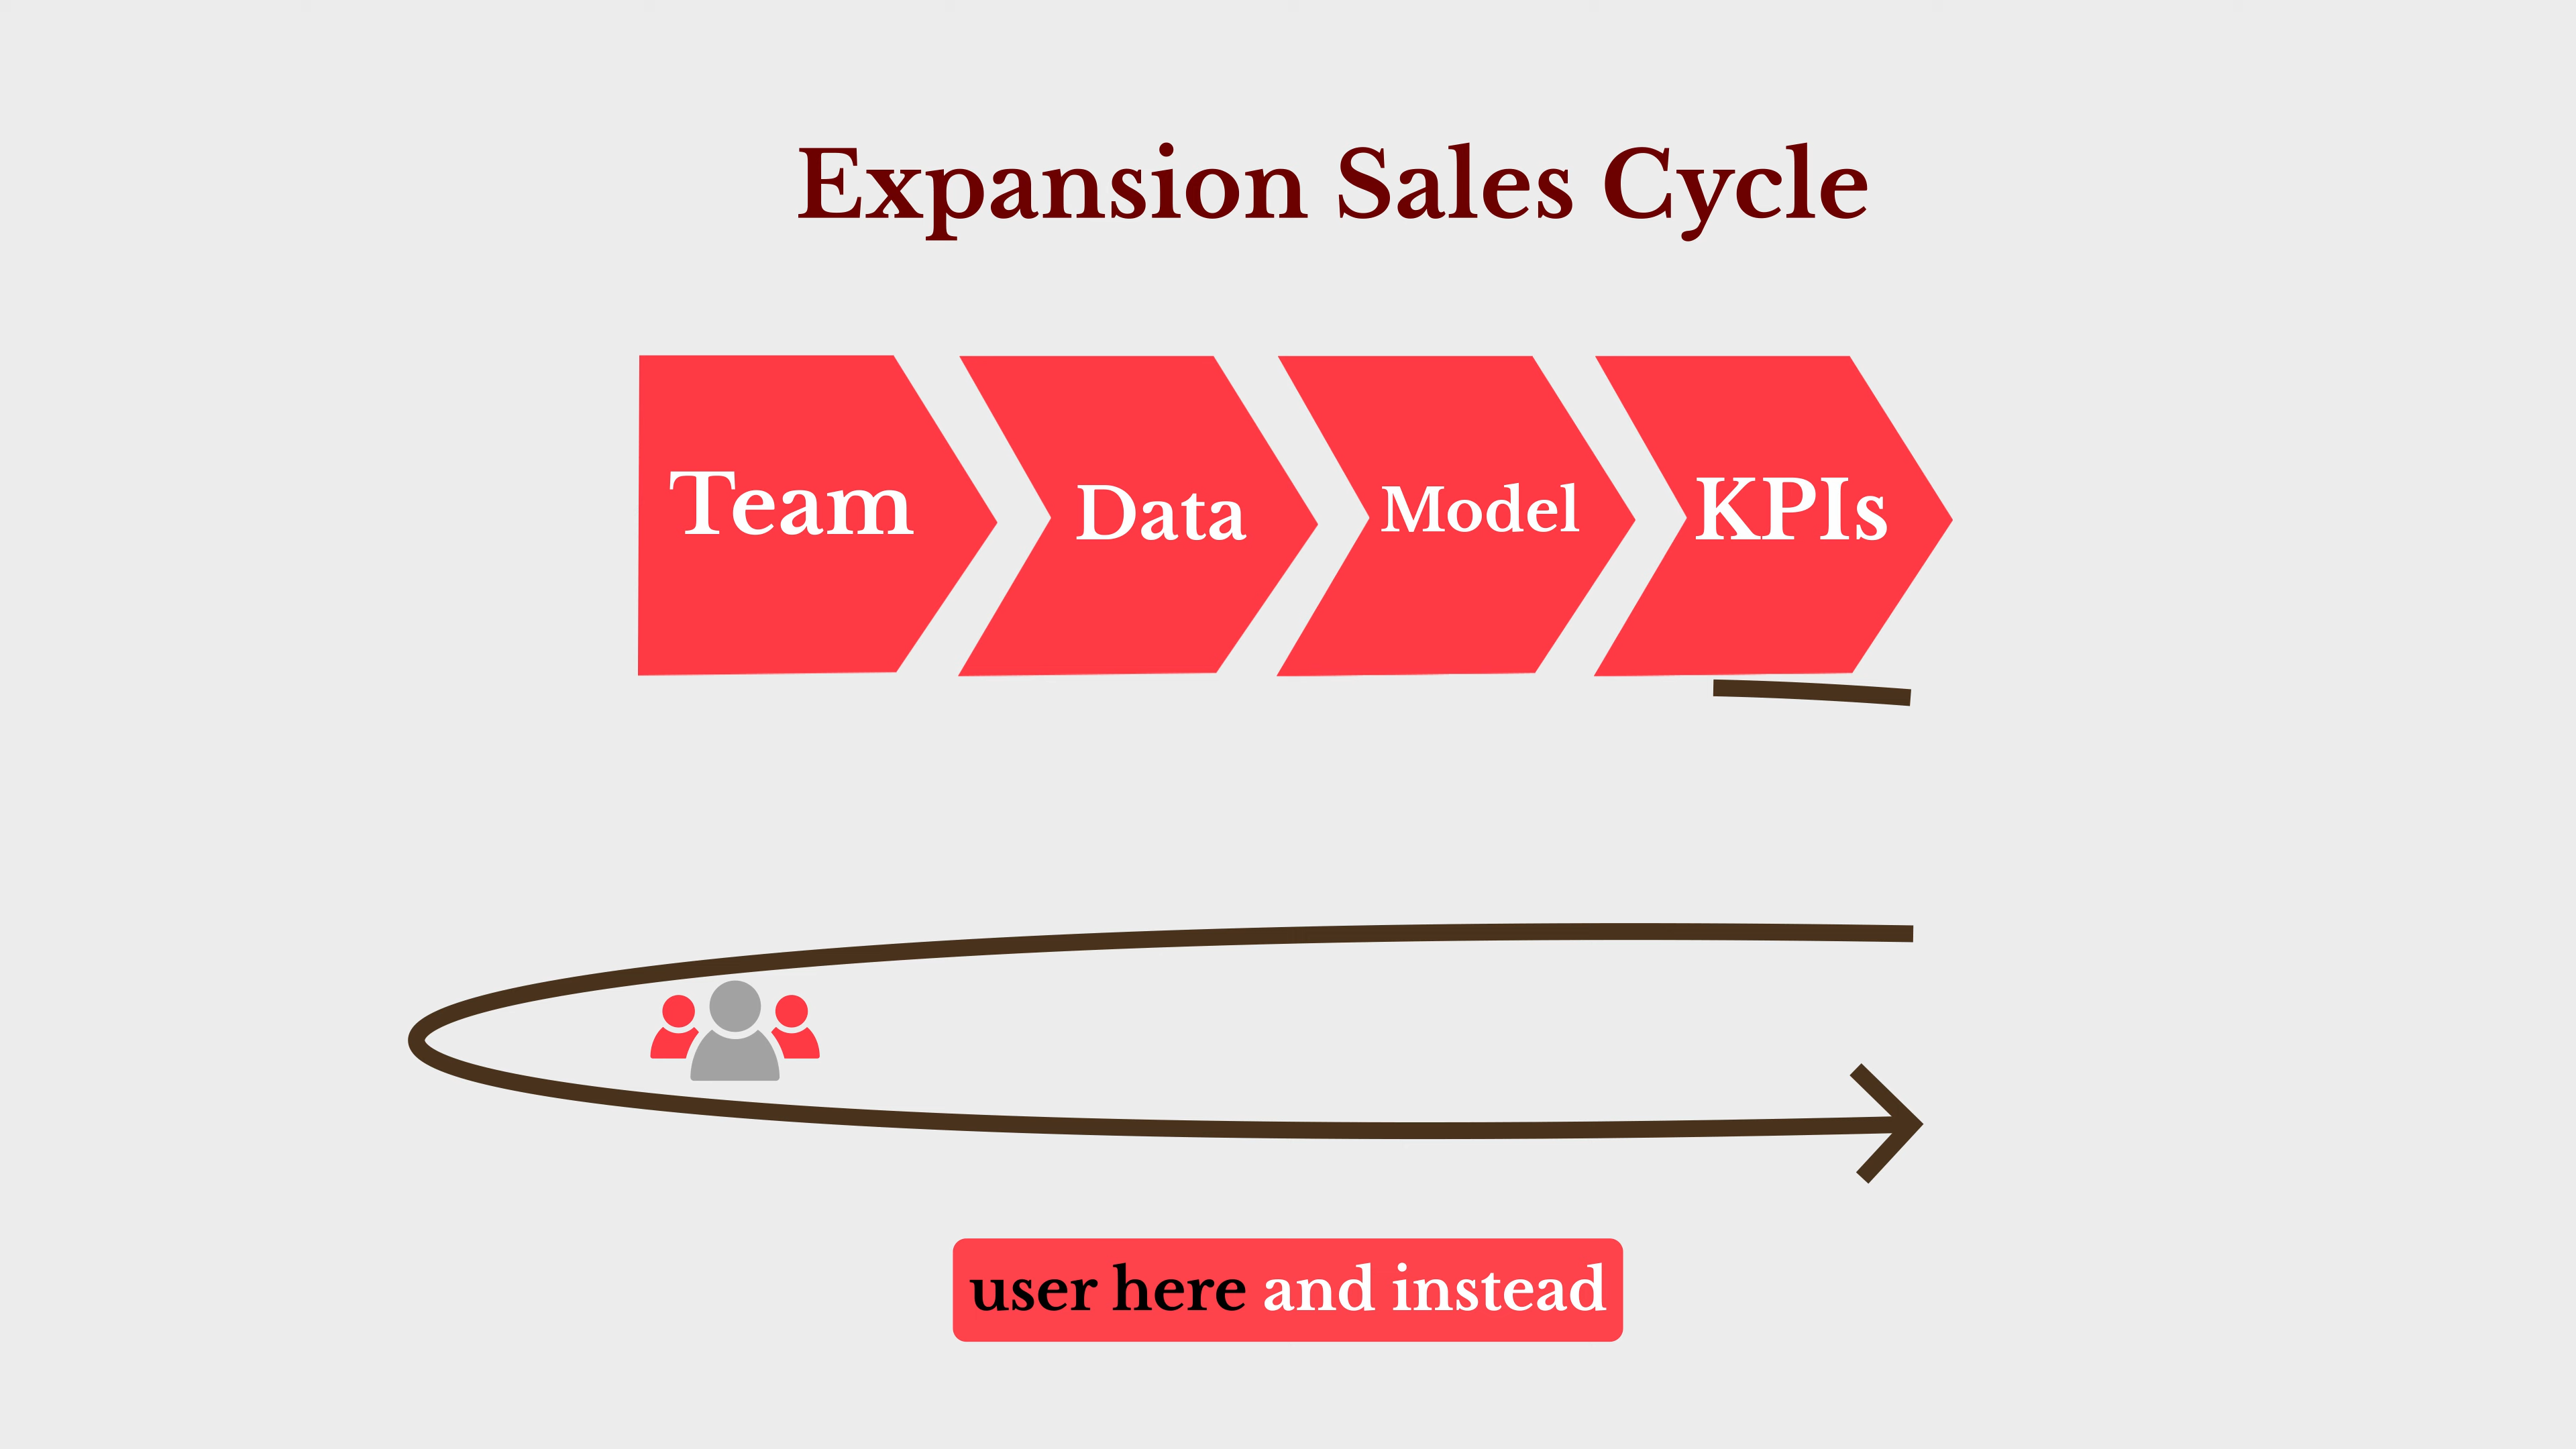 Expansion Sales Cycle
Team
Data
Model
KPIs
user here and instead